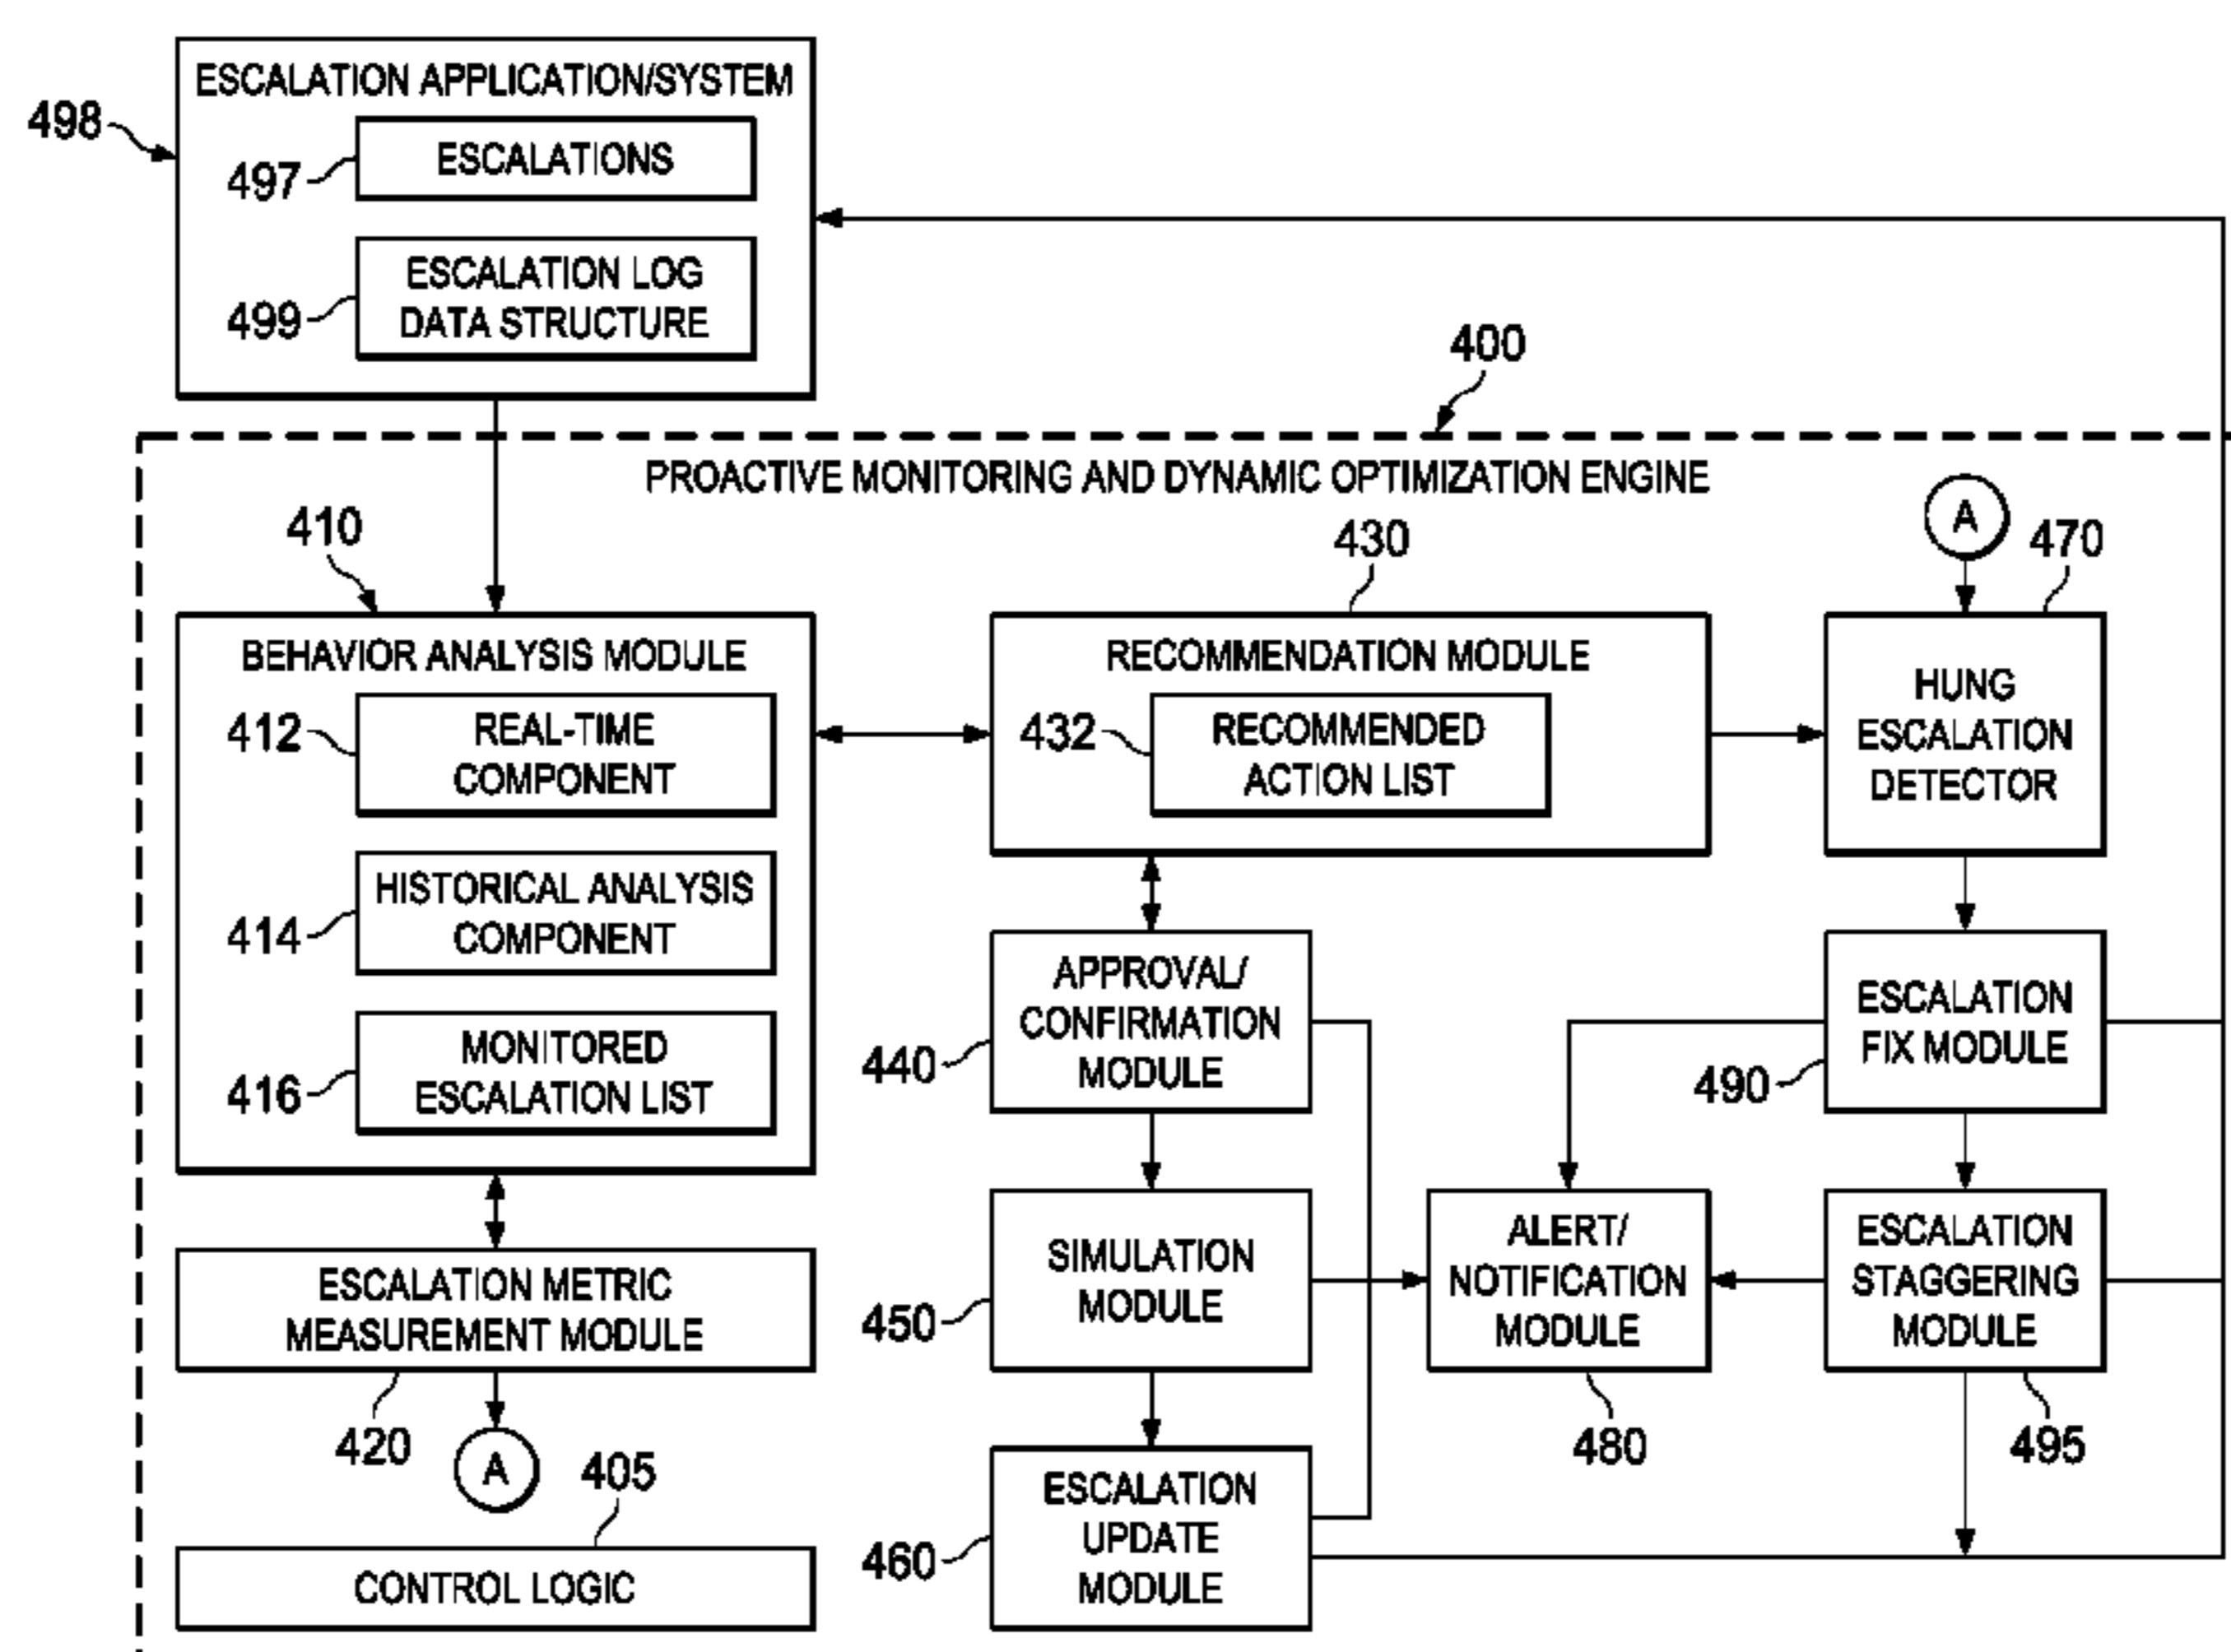 ESCALATION APPLICATION/SYSTEM
498
ESCALATIONS
497
ESCALATION LOG
DATA STRUCTURE
499
400
PROACTIVE MONITORING AND DYNAMIC OPTIMIZATION ENGINE
410
BEHAVIOR ANALYSIS MODULE
412
REAL-TIME
COMPONENT
414
HISTORICAL ANALYSIS
COMPONENT
416
MONITORED
ESCALATION LIST
ESCALATION METRIC
MEASUREMENT MODULE
420
A
405
CONTROL LOGIC
430
RECOMMENDATION MODULE
432
RECOMMENDED
ACTION LIST
APPROVAL/
CONFIRMATION
MODULE
440
SIMULATION
MODULE
450
ESCALATION
UPDATE
MODULE
460
ALERT/
NOTIFICATION
MODULE
480
A
470
HUNG
ESCALATION
DETECTOR
ESCALATION
FIX MODULE
490
ESCALATION
STAGGERING
MODULE
495